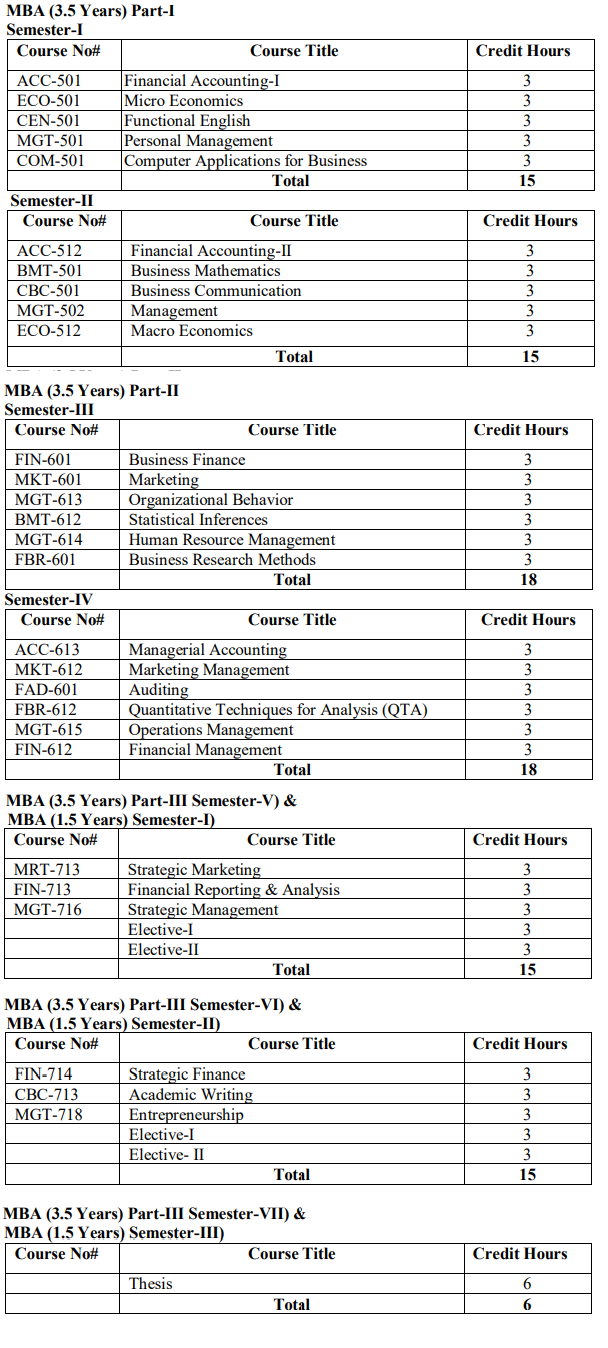 MBA (3.5 Years) Part-I
Semester-I
Course No# Course Title Credit Hours
ACC-501 Financial Accounting-I 3
ECO-501 Micro Economics 3
CEN-501 Functional English 3
MGT-501 Personal Management 3
COM-501 Computer Applications for Business 3
Total 15
Semester-II
Course No# Course Title Credit Hours
ACC-512 Financial Accounting-II 3
BMT-501 Business Mathematics 3
CBC-501 Business Communication 3
MGT-502 Management 3
ECO-512 Macro Economics 3
Total 15
MBA (3.5 Years) Part-II
Semester-III
Course No# Course Title Credit Hours
FIN-601 Business Finance 3
MKT-601 Marketing 3
MGT-613 Organizational Behavior 3
BMT-612 Statistical Inferences 3
MGT-614 Human Resource Management 3
FBR-601 Business Research Methods 3
Total 18
Semester-IV
Course No# Course Title Credit Hours
ACC-613 Managerial Accounting 3
MKT-612 Marketing Management 3
FAD-601 Auditing 3
FBR-612 Quantitative Techniques for Analysis (QTA) 3
MGT-615 Operations Management 3
FIN-612 Financial Management 3
Total 18
MBA (3.5 Years) Part-III Semester-V) &
MBA (1.5 Years) Semester-I)
Course No# Course Title Credit Hours
MRT-713 Strategic Marketing 3
FIN-713 Financial Reporting & Analysis 3
MGT-716 Strategic Management 3
Elective-I 3
Elective-II 3
Total 15
MBA (3.5 Years) Part-III Semester-VI) &
MBA (1.5 Years) Semester-II)
Course No# Course Title Credit Hours
FIN-714 Strategic Finance 3
CBC-713 Academic Writing 3
MGT-718 Entrepreneurship 3
Elective-I 3
Elective- II 3
Total 15
MBA (3.5 Years) Part-III Semester-VII) &
MBA (1.5 Years) Semester-III)
Course No# Course Title Credit Hours
Thesis 6
Total 6